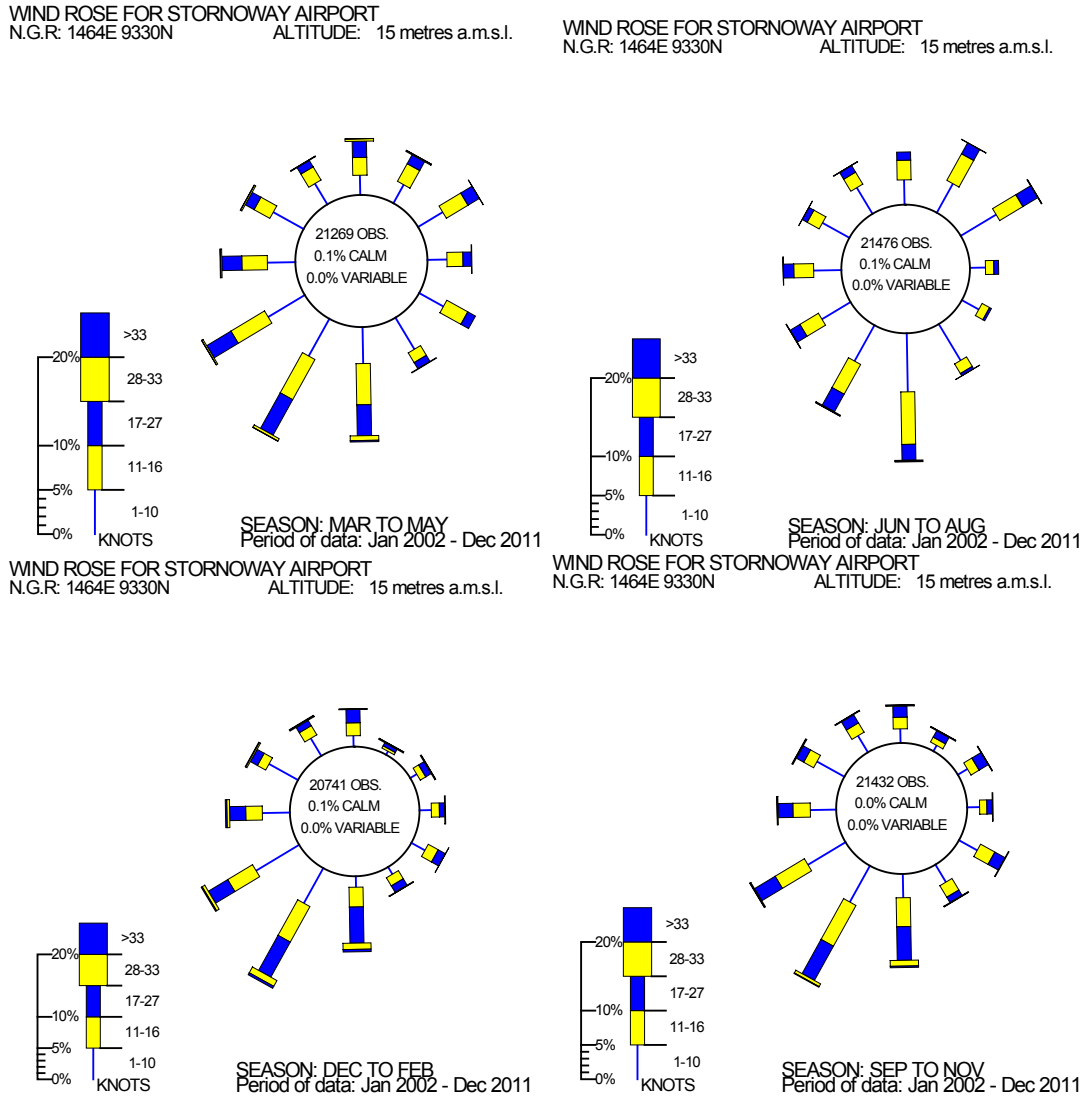 WIND ROSE FOR STORNOWAY AIRPORT
N.G.R: 1464E 9330N ALTITUDE: 15 metres a.m.s.l.
21269 OBS.
0.1% CALM
0.0% VARIABLE
>33
20%
28-33
17-27
10%
11-16
5%
1-10
0%
KNOTS
SEASON: MAR TO MAY
Period of data: Jan 2002 - Dec 2011
WIND ROSE FOR STORNOWAY AIRPORT
N.G.R: 1464E 9330N ALTITUDE: 15 metres a.m.s.l.
21476 OBS.
0.1% CALM
0.0% VARIABLE
>33
20%
28-33
17-27
10%
11-16
5%
1-10
0%
KNOTS
SEASON: JUN TO AUG
Period of data: Jan 2002 - Dec 2011
WIND ROSE FOR STORNOWAY AIRPORT
N.G.R: 1464E 9330N ALTITUDE: 15 metres a.m.s.l.
20741 OBS.
0.1% CALM
0.0% VARIABLE
>33
20%
28-33
17-27
10%
11-16
5%
1-10
0%
KNOTS
SEASON: DEC TO FEB
Period of data: Jan 2002 - Dec 2011
WIND ROSE FOR STORNOWAY AIRPORT
N.G.R: 1464E 9330N ALTITUDE: 15 metres a.m.s.l.
21432 OBS.
0.0% CALM
0.0% VARIABLE
>33
20%
28-33
17-27
10%
11-16
5%
1-10
0%
KNOTS
SEASON: SEP TO NOV
Period of data: Jan 2002 - Dec 2011